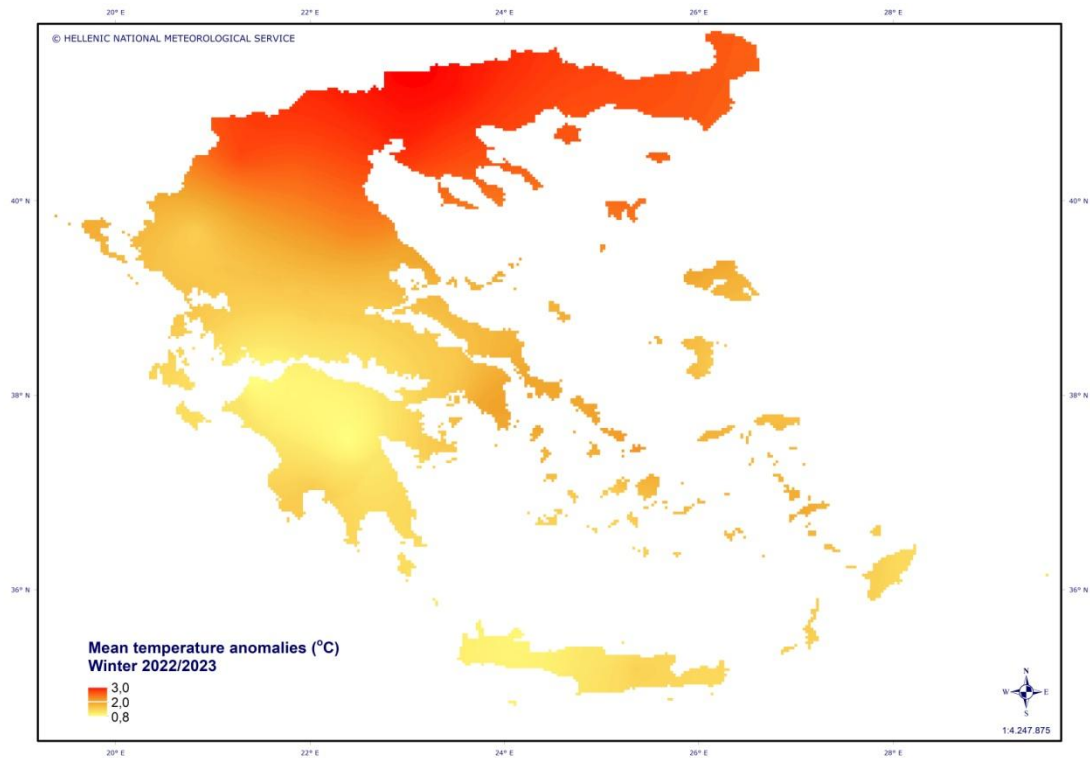 20° E 22° E 24° E 26° E 28° E
© HELLENIC NATIONAL METEOROLOGICAL SERVICE
40° N 40° N
38° N 38° N
36° N 36° N
Mean temperature anomalies (°C)
Winter 2022/2023
3,0
2,0
0,8
N
W E
S
1:4.247.875
20° E 22° E 24° E 26° E 28° E